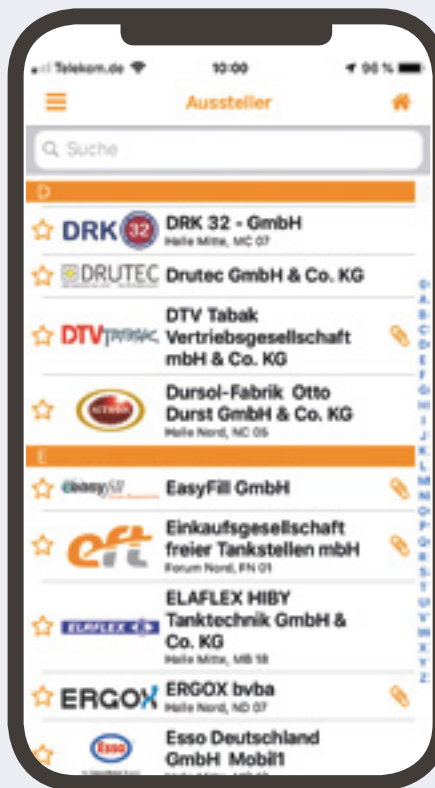 Telekom.de 10:00 96 %
Aussteller
Suche
D
DRK 32
DRK 32 - GmbH
Halle Mitte, MC 07
DRUTEC
Drutec GmbH & Co. KG
DTV TABAK
DTV Tabak
Vertriebsgesellschaft
mbH & Co. KG
Dursol-Fabrik Otto
Durst GmbH & Co. KG
Halle Nord, NC 05
E
easyfill
EasyFill GmbH
eft
Einkaufsgesellschaft
freier Tankstellen mbH
Forum Nord, FN 01
ELAFLEX
ELAFLEX HIBY
Tanktechnik GmbH &
Co. KG
Halle Mitte, MB 18
ERGOX
ERGOX bvba
Halle Nord, ND 07
Esso
Esso Deutschland
GmbH Mobil1
A
B
C
D
E
F
G
H
I
J
K
L
M
N
O
P
Q
R
S
T
U
V
W
X
Y
Z